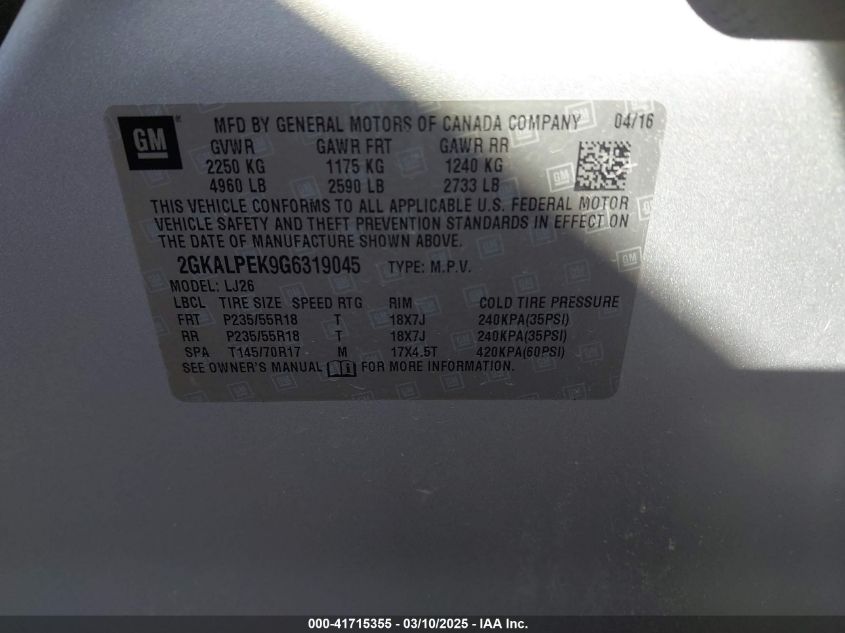 GM MFD BY GENERAL MOTORS OF CANADA COMPANY 04/16
GVWR GAWR FRT GAWR RR
2250 KG 1175 KG 1240 KG
4960 LB 2590 LB 2733 LB
THIS VEHICLE CONFORMS TO ALL APPLICABLE U.S. FEDERAL MOTOR
VEHICLE SAFETY AND THEFT PREVENTION STANDARDS IN EFFECT ON
THE DATE OF MANUFACTURE SHOWN ABOVE.
2GKALPEK9G6319045 TYPE: M.P.V.
MODEL: LJ26
LBCL TIRE SIZE SPEED RTG RIM COLD TIRE PRESSURE
FRT P235/55R18 T 18X7J 240KPA(35PSI)
RR P235/55R18 T 18X7J 240KPA(35PSI)
SPA T145/70R17 M 17X4.5T 420KPA(60PSI)
SEE OWNER'S MANUAL FOR MORE INFORMATION.
000-41715355 — 03/10/2025 — IAA Inc.